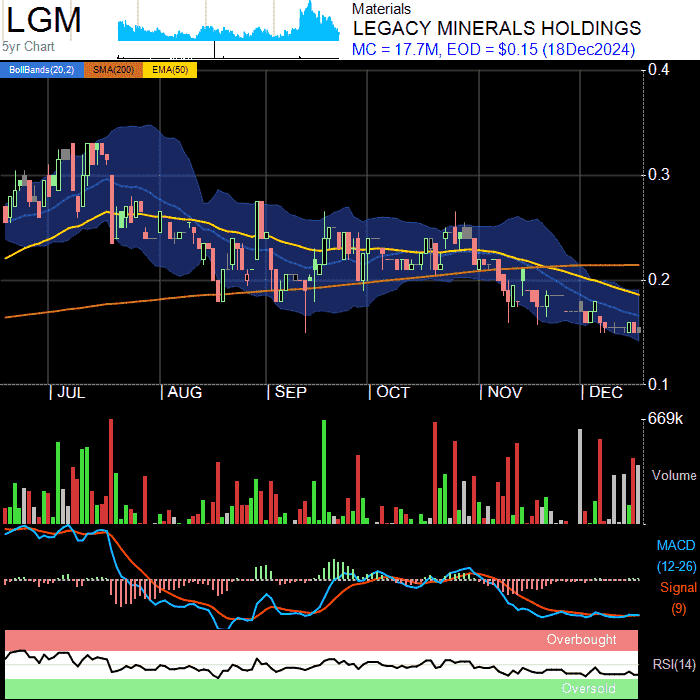 LGM
5yr Chart
Materials
LEGACY MINERALS HOLDINGS
MC = 17.7M, EOD = $0.15 (18Dec2024)
BollBands(20,2) SMA(200) EMA(50)
0.4
0.3
0.2
0.1
JUL AUG SEP OCT NOV DEC
669k
Volume
MACD
(12-26)
Signal
(9)
Overbought
RSI(14)
Oversold